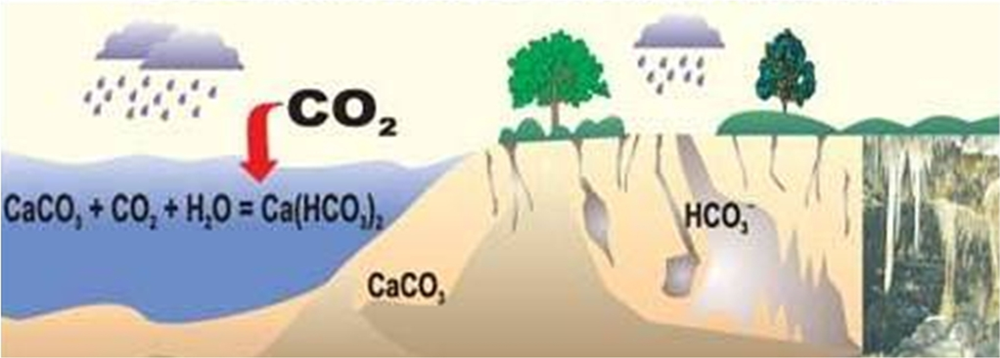 CO₂
CaCO₃ + CO₂ + H₂O = Ca(HCO₃)₂
HCO₃⁻
CaCO₃